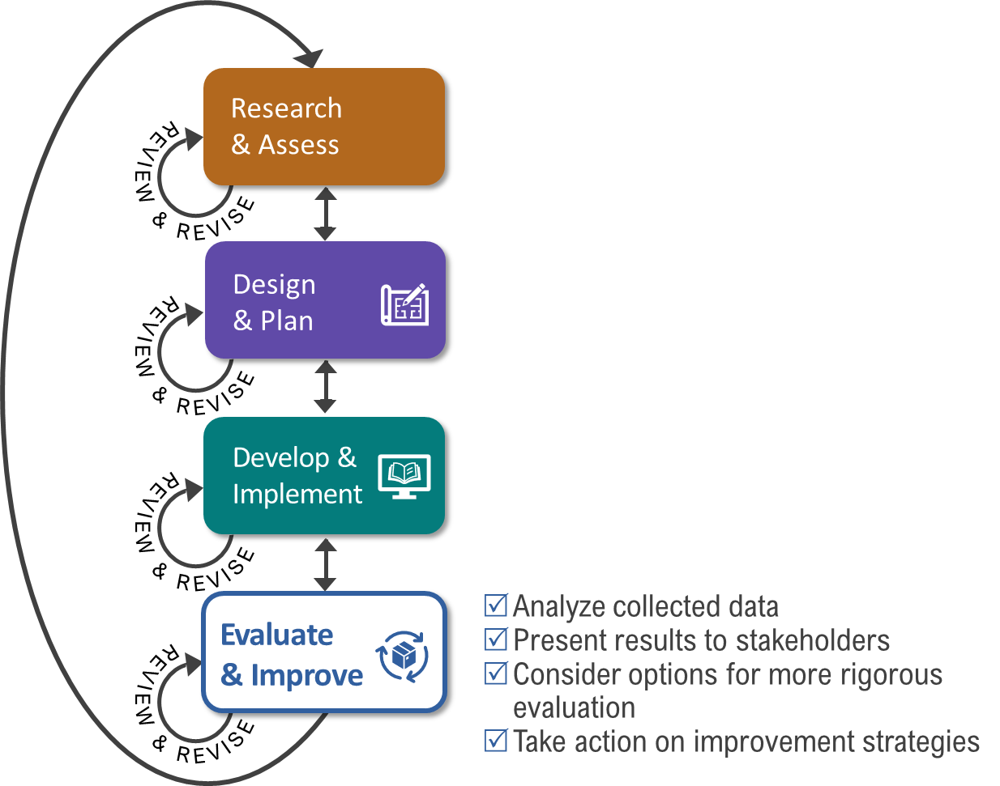 Research
& Assess
REVIEW & REVISE
Design
& Plan
REVIEW & REVISE
Develop &
Implement
REVIEW & REVISE
Evaluate
& Improve
REVIEW & REVISE
Analyze collected data
Present results to stakeholders
Consider options for more rigorous
evaluation
Take action on improvement strategies